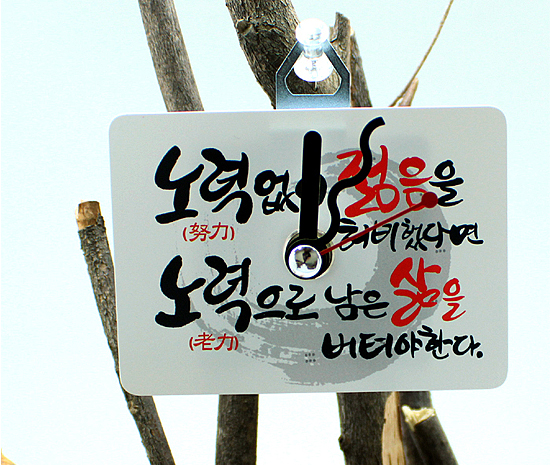 노력 젊음을
(努力) 허비했다면
노력으로 남은 삶을
(老力) 버텨야한다.